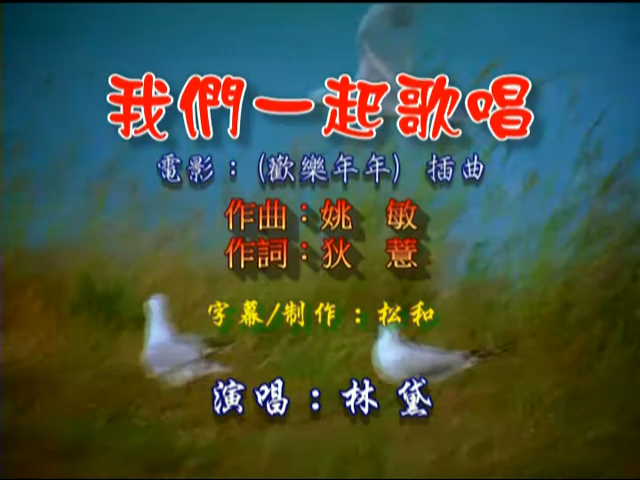 我們一起歌唱
電影：(歡樂年年) 插曲
作曲：姚 敏
作詞：狄 薏
字幕/制作：松和
演唱：林 黛